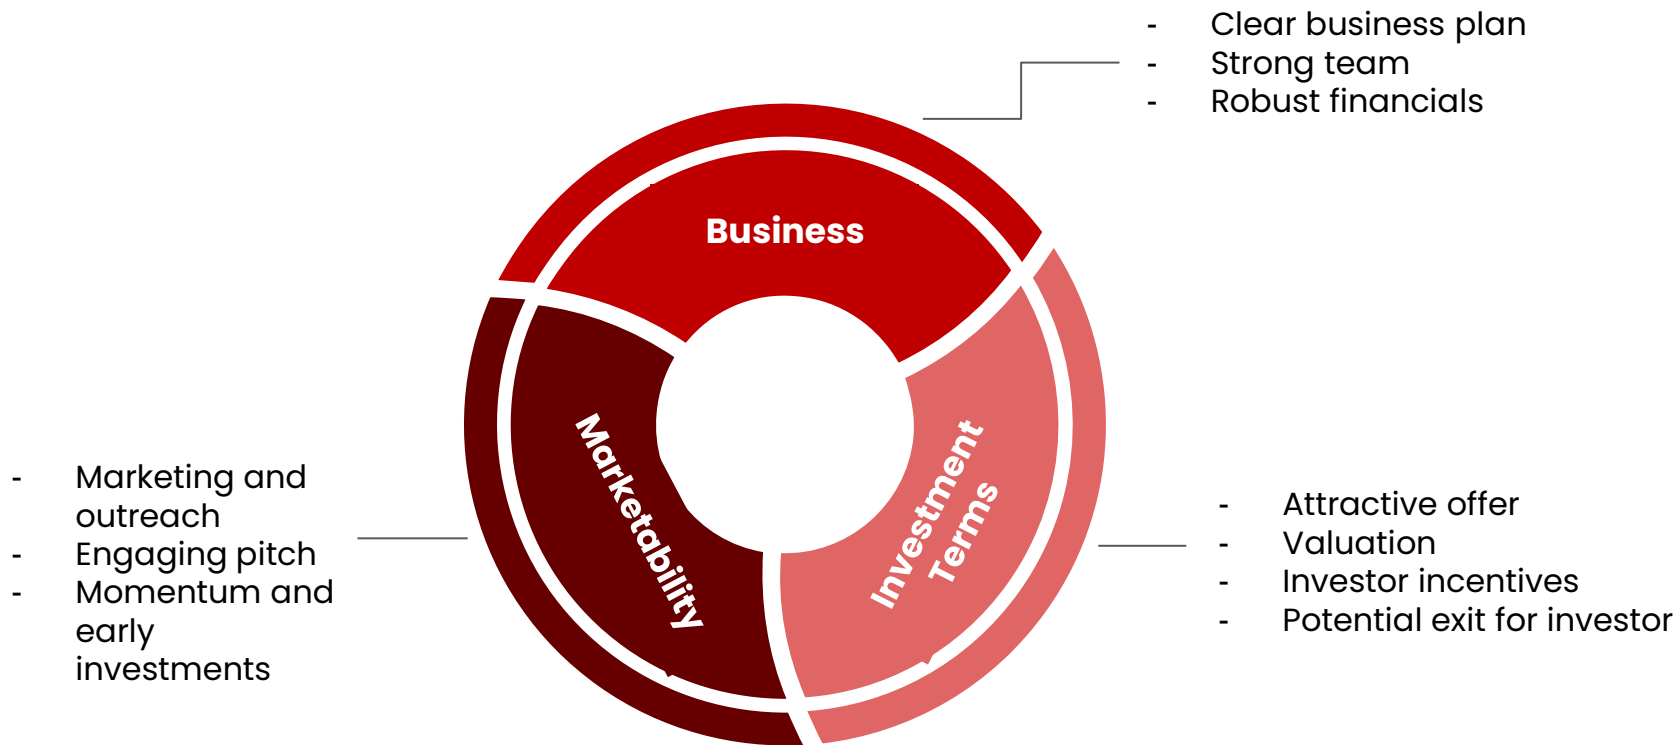 - Clear business plan
- Strong team
- Robust financials
Business
Marketability
Investment
Terms
- Marketing and
outreach
- Engaging pitch
- Momentum and
early
investments
- Attractive offer
- Valuation
- Investor incentives
- Potential exit for investor